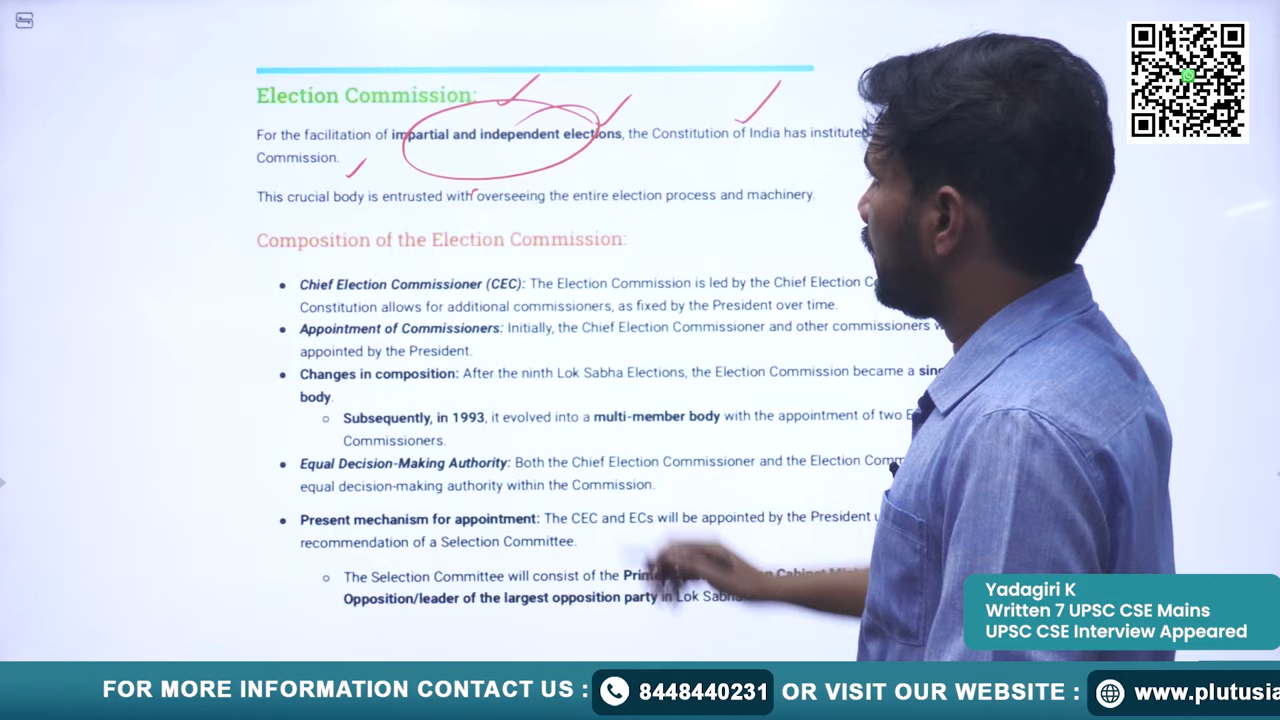 Election Commission:
For the facilitation of impartial and independent elections, the Constitution of India has institute
Commission.
This crucial body is entrusted with overseeing the entire election process and machinery.
Composition of the Election Commission:
• Chief Election Commissioner (CEC): The Election Commission is led by the Chief Election
Constitution allows for additional commissioners, as fixed by the President over time.
• Appointment of Commissioners: Initially, the Chief Election Commissioner and other commissioners
appointed by the President.
• Changes in composition: After the ninth Lok Sabha Elections, the Election Commission became a
body.
○ Subsequently, in 1993, it evolved into a multi-member body with the appointment of two
Commissioners.
• Equal Decision-Making Authority: Both the Chief Election Commissioner and the Election
equal decision-making authority within the Commission.
• Present mechanism for appointment: The CEC and ECs will be appointed by the President
recommendation of a Selection Committee.
○ The Selection Committee will consist of the Cabinet
Opposition/leader of the largest opposition party in Lok
Yadagiri K
Written 7 UPSC CSE Mains
UPSC CSE Interview Appeared
FOR MORE INFORMATION CONTACT US : 8448440231 OR VISIT OUR WEBSITE : www.plutusia